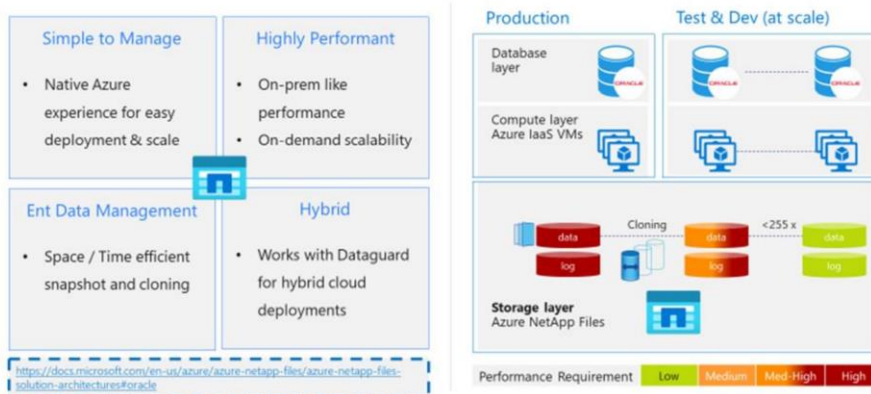 Simple to Manage
• Native Azure
experience for easy
deployment & scale
Highly Performant
• On-prem like
performance
• On-demand scalability
Ent Data Management
• Space / Time efficient
snapshot and cloning
Hybrid
• Works with Dataguard
for hybrid cloud
deployments
https://docs.microsoft.com/en-us/azure/azure-netapp-files/azure-netapp-files-
solution-architectures#oracle
Production
Test & Dev (at scale)
Database
layer
ORACLE
ORACLE
ORACLE
Compute layer
Azure IaaS VMs
Cloning
<255 x
data
data
data
log
log
log
Storage layer
Azure NetApp Files
Performance Requirement
Low
Medium
Med-High
High